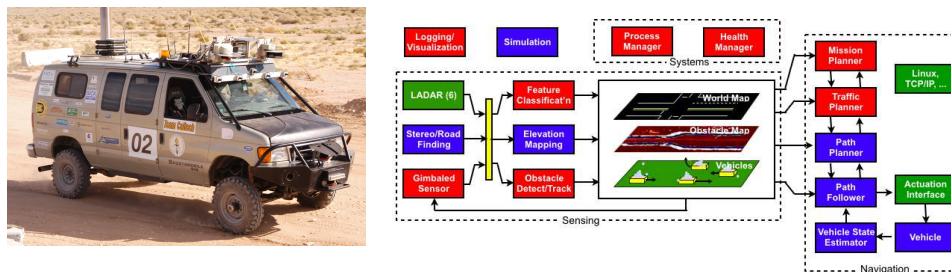 Team Caltech
02
Logging/
Visualization
Simulation
Process
Manager
Health
Manager
Systems
LADAR (6)
Feature
Classificat'n
World Map
Stereo/Road
Finding
Elevation
Mapping
Obstacle Map
Gimbaled
Sensor
Obstacle
Detect/Track
Vehicles
Sensing
Mission
Planner
Linux,
TCP/IP, ...
Traffic
Planner
Path
Planner
Path
Follower
Actuation
Interface
Vehicle State
Estimator
Vehicle
Navigation